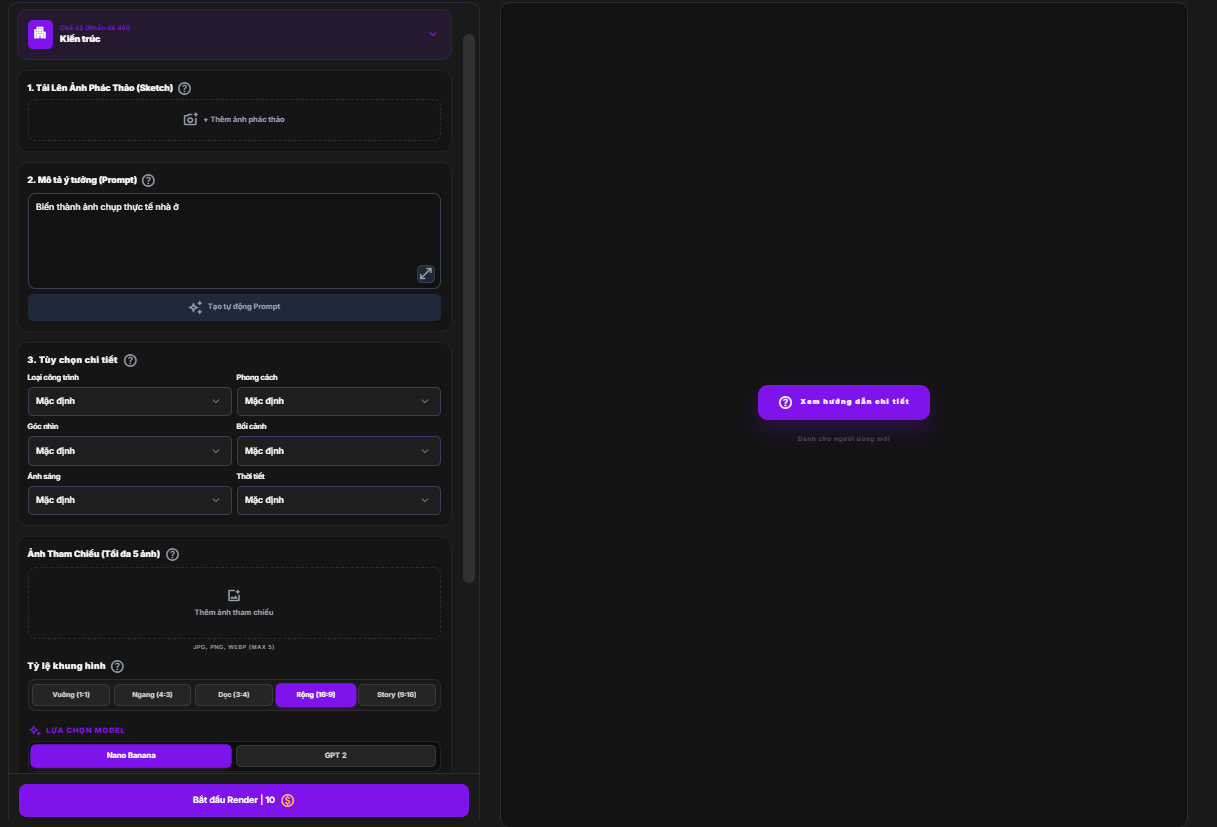 Chế độ (Nhấn để đổi)
Kiến trúc
1. Tải Lên Ảnh Phác Thảo (Sketch)
+ Thêm ảnh phác thảo
2. Mô tả ý tưởng (Prompt)
Biến thành ảnh chụp thực tế nhà ở
Tạo tự động Prompt
3. Tùy chọn chi tiết
Loại công trình Phong cách
Mặc định Mặc định
Góc nhìn Bối cảnh
Mặc định Mặc định
Ánh sáng Thời tiết
Mặc định Mặc định
Ảnh Tham Chiếu (Tối đa 5 ảnh)
Thêm ảnh tham chiếu
JPG, PNG, WEBP (MAX 5)
Tỷ lệ khung hình
Vuông (1:1) Ngang (4:3) Dọc (3:4) Rộng (16:9) Story (9:16)
LỰA CHỌN MODEL
Nano Banana GPT 2
Bắt đầu Render | 10
Xem hướng dẫn chi tiết
Dành cho người dùng mới